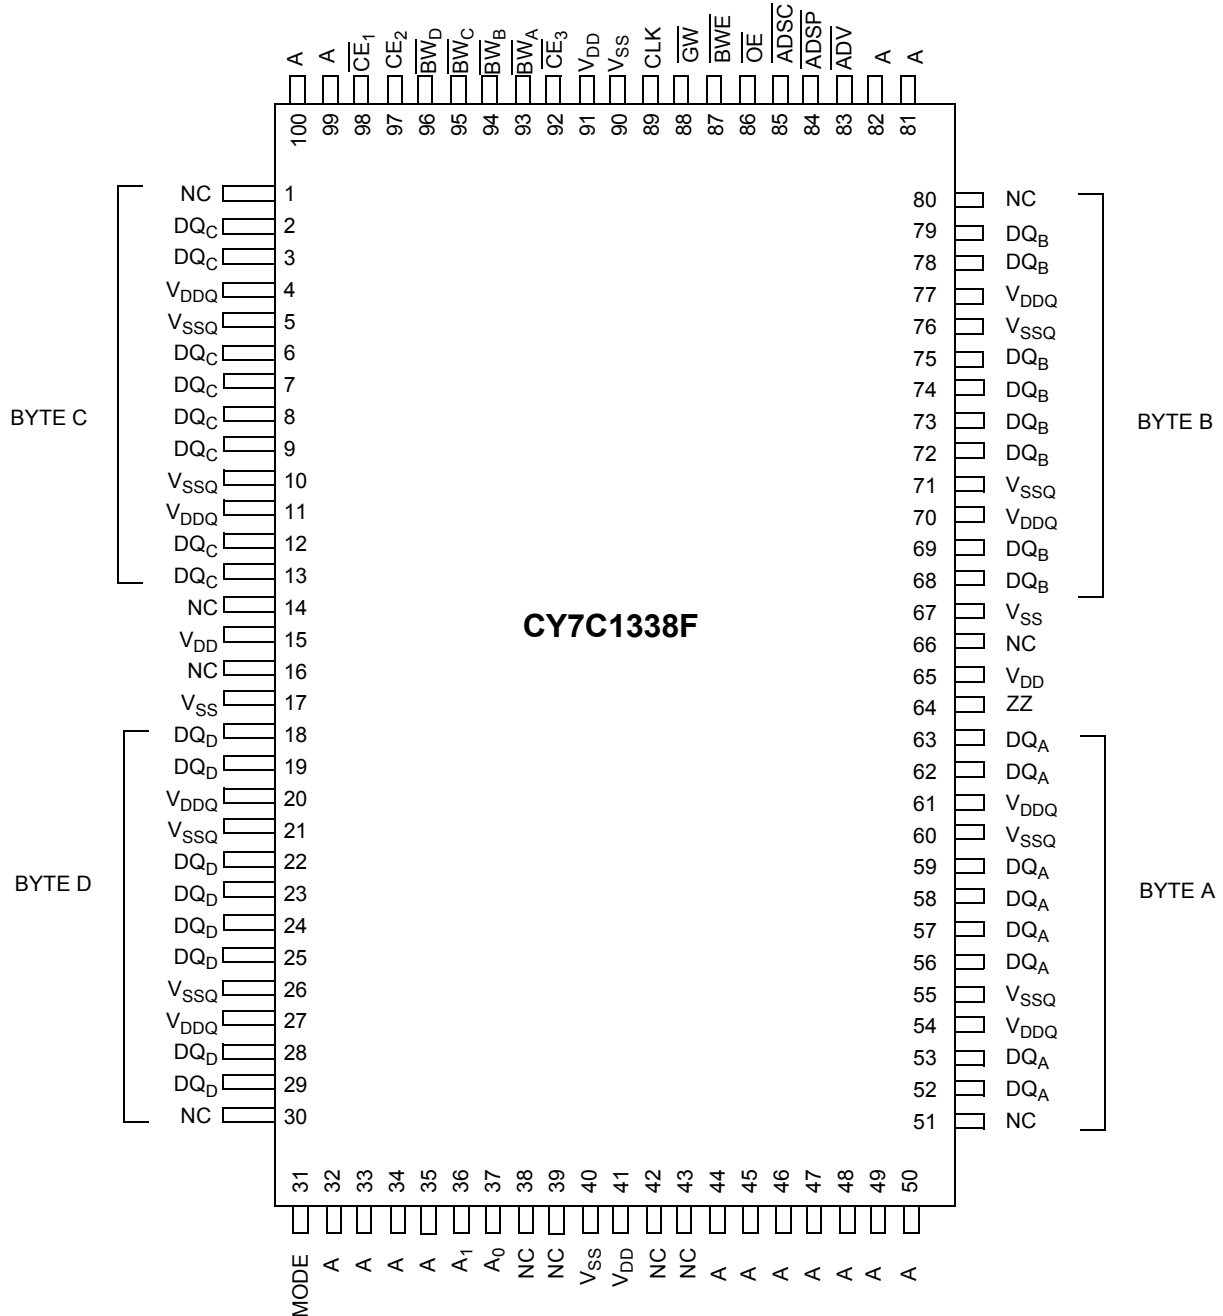 A A CE1 CE2 BWD BWC BWB BWA CE3 VDD VSS CLK GW BWE OE ADSC ADSP ADV A A
100 99 98 97 96 95 94 93 92 91 90 89 88 87 86 85 84 83 82 81
NC 1
DQC 2
DQC 3
VDDQ 4
VSSQ 5
DQC 6
DQC 7
DQC 8
DQC 9
VSSQ 10
VDDQ 11
DQC 12
DQC 13
NC 14
VDD 15
NC 16
VSS 17
DQD 18
DQD 19
VDDQ 20
VSSQ 21
DQD 22
DQD 23
DQD 24
DQD 25
VSSQ 26
VDDQ 27
DQD 28
DQD 29
NC 30
BYTE C
BYTE D
CY7C1338F
80 NC
79 DQB
78 DQB
77 VDDQ
76 VSSQ
75 DQB
74 DQB
73 DQB
72 DQB
71 VSSQ
70 VDDQ
69 DQB
68 DQB
67 VSS
66 NC
65 VDD
64 ZZ
63 DQA
62 DQA
61 VDDQ
60 VSSQ
59 DQA
58 DQA
57 DQA
56 DQA
55 VSSQ
54 VDDQ
53 DQA
52 DQA
51 NC
BYTE B
BYTE A
31 32 33 34 35 36 37 38 39 40 41 42 43 44 45 46 47 48 49 50
MODE A A A A A1 A0 NC NC VSS VDD NC NC A A A A A A A